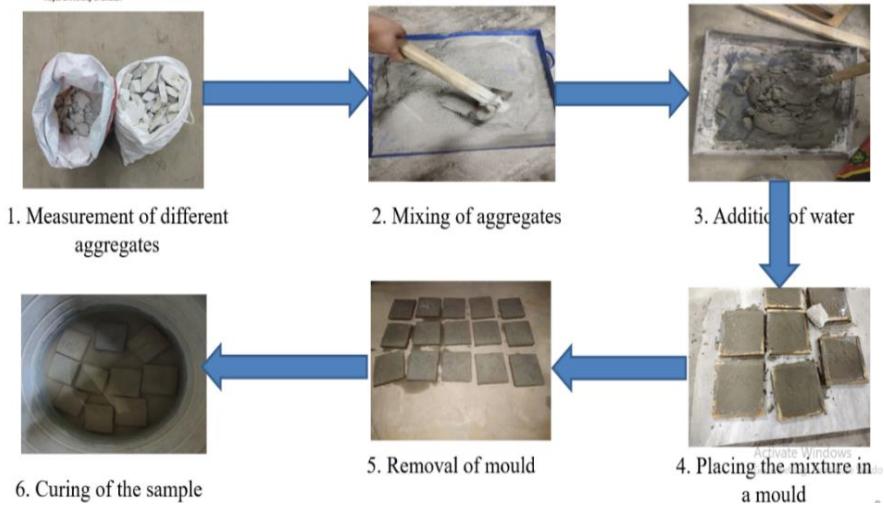 1. Measurement of different
aggregates
2. Mixing of aggregates
3. Additio of water
6. Curing of the sample
5. Removal of mould
Activate Windows
4. Placing the mixture in
a mould